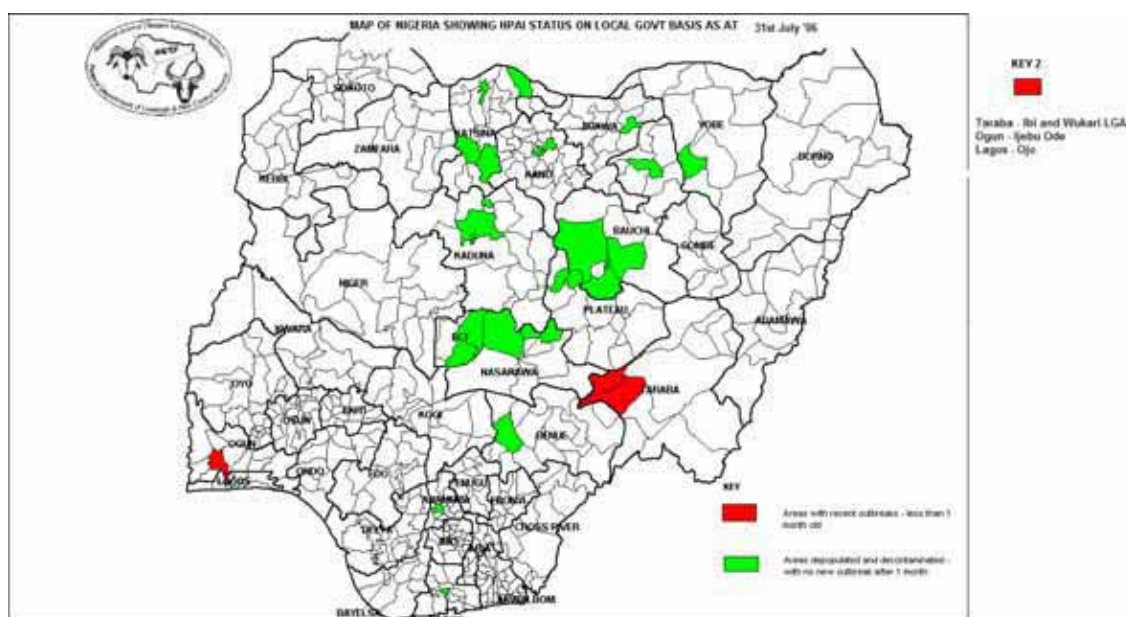 MAP OF NIGERIA SHOWING HPAI STATUS ON LOCAL GOVT BASIS AS AT 31st July '06
KEY 2
Taraba - Ibi and Wukari LGA
Ogun - Ijebu Ode
Lagos - Ojo
SOKOTO
KATSINA
JIGAWA
YOBE
ZAMFARA
KANO
BORNO
KEBBI
BAUCHI
GOMBE
KADUNA
NIGER
PLATEAU
ADAMAWA
KWARA
FCT
NASARAWA
OYO
TARABA
KOGI
OSUN
EKITI
BENUE
OGUN
LAGOS
ONDO
EDO
ENUGU
ANAMBRA
EBONYI
CROSS RIVER
DELTA
IMO
ABIA
AKWA IBOM
BAYELSA
KEY
Areas with recent outbreaks - less than 1
month old
Areas depopulated and decontaminated -
with no new outbreak after 1 month